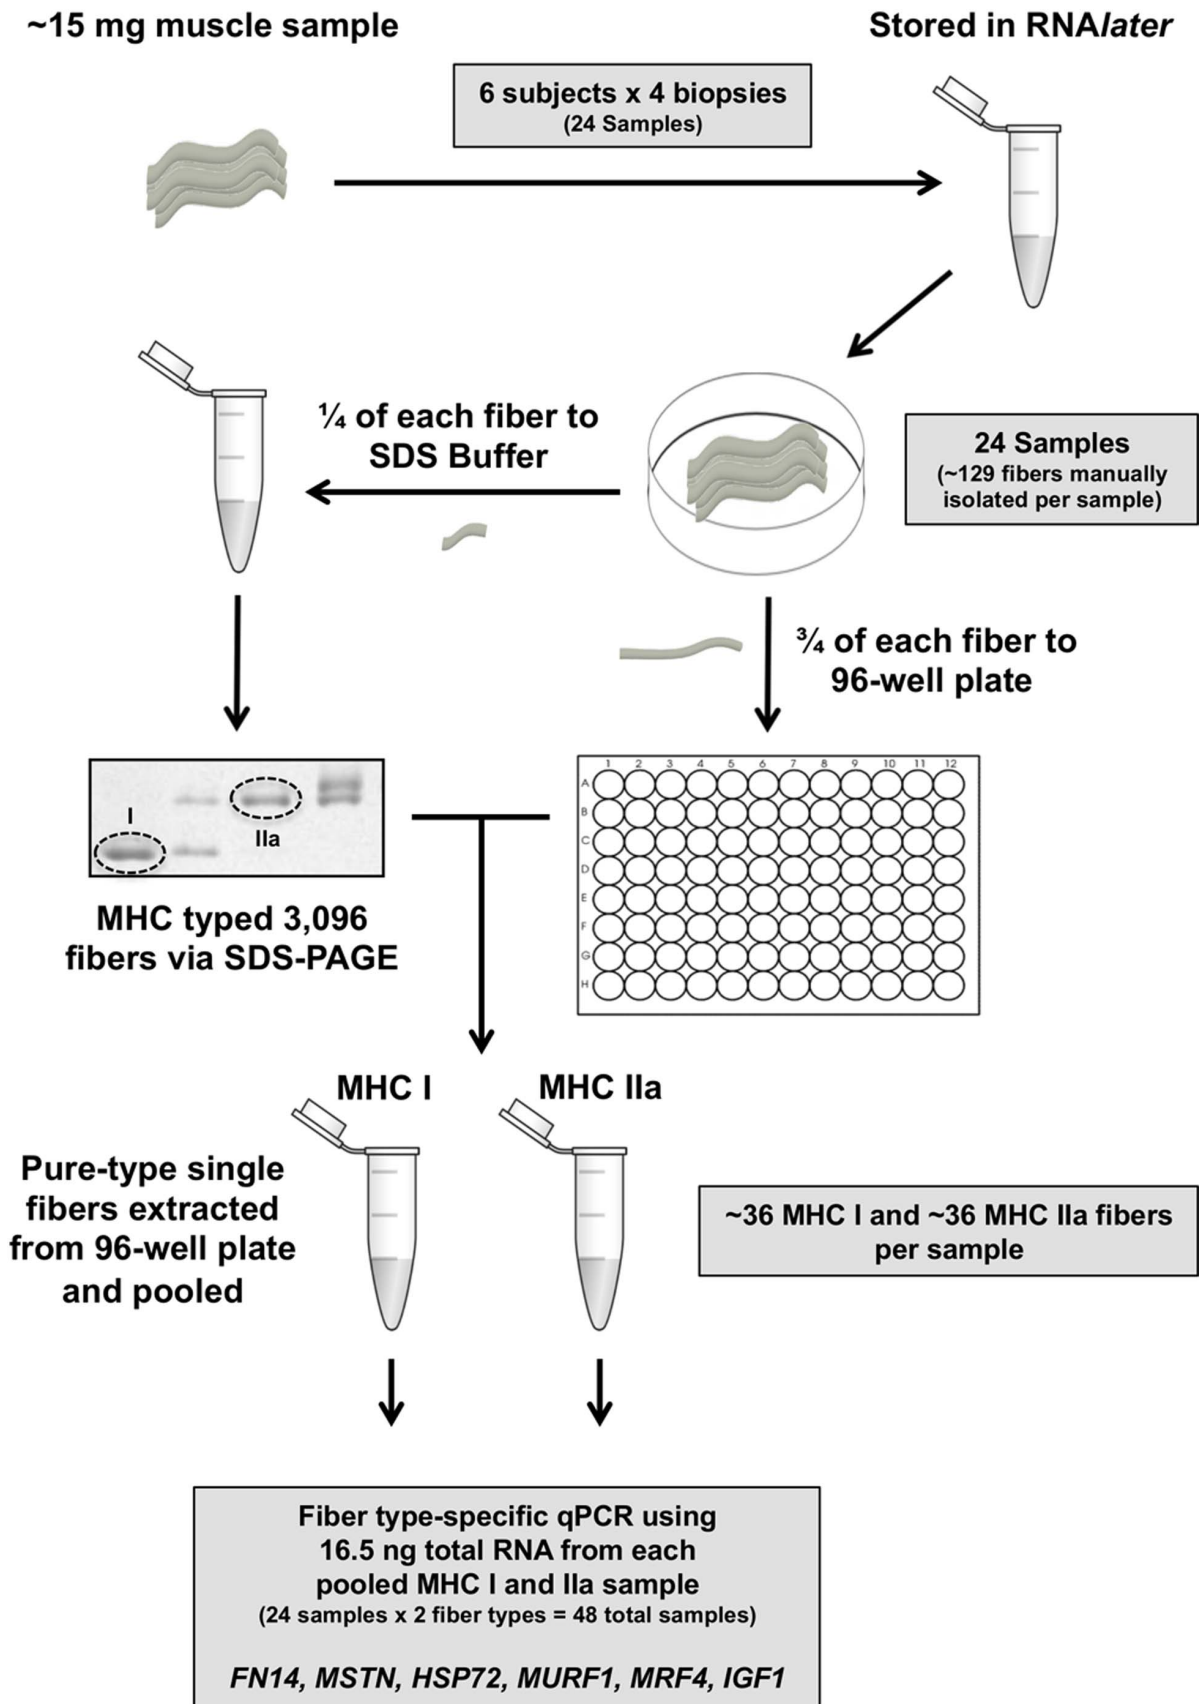 ~15 mg muscle sample
Stored in RNAlater
6 subjects x 4 biopsies
(24 Samples)
¼ of each fiber to
SDS Buffer
24 Samples
(~129 fibers manually
isolated per sample)
¾ of each fiber to
96-well plate
I
IIa
1 2 3 4 5 6 7 8 9 10 11 12
A
B
C
D
E
F
G
H
MHC typed 3,096
fibers via SDS-PAGE
MHC I
MHC IIa
Pure-type single
fibers extracted
from 96-well plate
and pooled
~36 MHC I and ~36 MHC IIa fibers
per sample
Fiber type-specific qPCR using
16.5 ng total RNA from each
pooled MHC I and IIa sample
(24 samples x 2 fiber types = 48 total samples)
FN14, MSTN, HSP72, MURF1, MRF4, IGF1